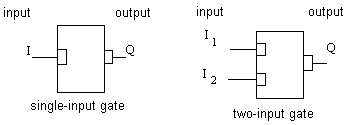 input output
I Q
single-input gate
input output
I 1
Q
I 2
two-input gate